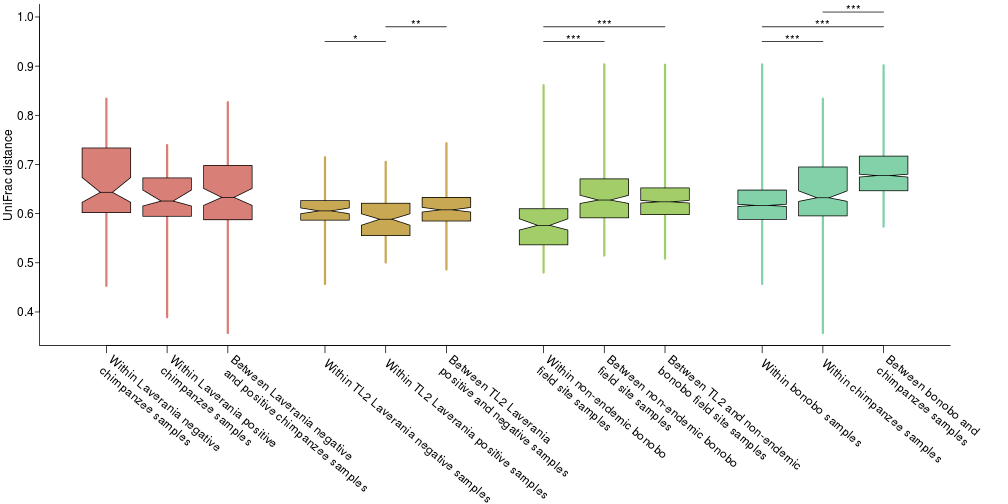 ***
1.0
***
***
**
*
***
***
0.9
0.8
0.7
0.6
0.5
0.4
UniFrac distance
Within Laverania negative
chimpanzee samples
Within Laverania positive
chimpanzee samples
Between Laverania negative
and positive chimpanzee samples
Within TL2 Laverania negative samples
Within TL2 Laverania positive samples
Between TL2 Laverania
positive and negative samples
Within non-endemic bonobo
field site samples
Between non-endemic bonobo
field site samples
Between TL2 and non-endemic
bonobo field site samples
Within bonobo samples
Within chimpanzee samples
Between bonobo and
chimpanzee samples